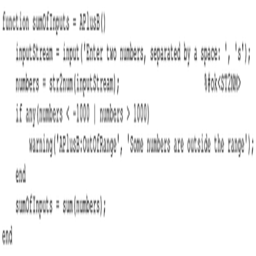 function sumOfInputs = APlusB()
inputStream = input('Enter two numbers, separated by a space: ', 's');
numbers = str2num(inputStream); %#ok<ST2NM>
if any(numbers < -1000 | numbers > 1000)
warning('APlusB:OutOfRange', 'Some numbers are outside the range');
end
sumOfInputs = sum(numbers);
end